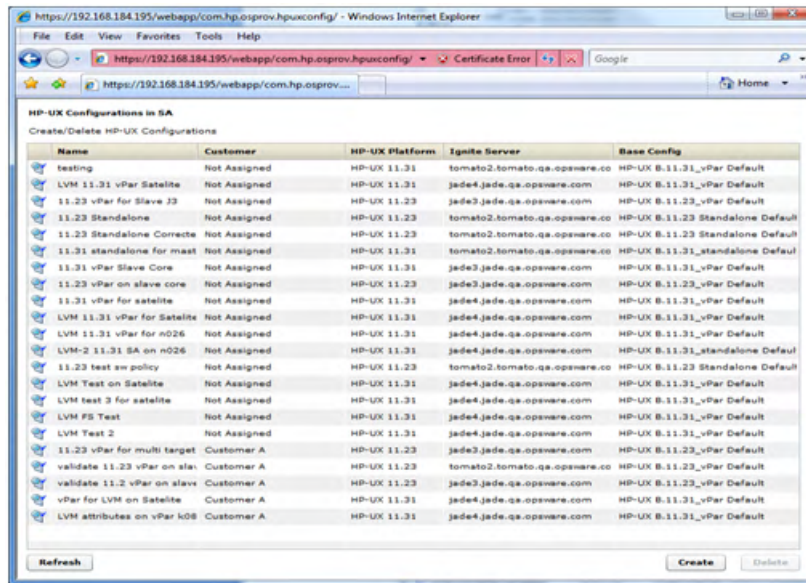 https://192.168.184.195/webapp/com.hp.osprov.hpuxconfig/ - Windows Internet Explorer
File Edit View Favorites Tools Help
https://192.168.184.195/webapp/com.hp.osprov.hpuxconfig/ Certificate Error Google
https://192.168.184.195/webapp/com.hp.osprov.... Home
HP-UX Configurations in SA
Create/Delete HP-UX Configurations
Name Customer HP-UX Platform Ignite Server Base Config
testing Not Assigned HP-UX 11.31 tomato2.tomato.qa.opsware.co HP-UX B.11.31_vPar Default
LVM 11.31 vPar Satelite Not Assigned HP-UX 11.31 jade4.jade.qa.opsware.com HP-UX B.11.31_vPar Default
11.23 vPar for Slave J3 Not Assigned HP-UX 11.23 jade3.jade.qa.opsware.com HP-UX B.11.23_vPar Default
11.23 Standalone Not Assigned HP-UX 11.23 tomato2.tomato.qa.opsware.co HP-UX B.11.23 Standalone Default
11.23 Standalone Correcte Not Assigned HP-UX 11.23 tomato2.tomato.qa.opsware.co HP-UX B.11.23 Standalone Default
11.31 standalone for mast Not Assigned HP-UX 11.31 tomato2.tomato.qa.opsware.co HP-UX B.11.31_standalone Defaul
11.31 vPar Slave Core Not Assigned HP-UX 11.31 jade3.jade.qa.opsware.com HP-UX B.11.31_vPar Default
11.23 vPar on slave core Not Assigned HP-UX 11.23 jade3.jade.qa.opsware.com HP-UX B.11.23_vPar Default
11.31 vPar for satelite Not Assigned HP-UX 11.31 jade4.jade.qa.opsware.com HP-UX B.11.31_vPar Default
LVM 11.31 vPar for Satelite Not Assigned HP-UX 11.31 jade4.jade.qa.opsware.com HP-UX B.11.31_vPar Default
LVM 11.31 vPar for n026 Not Assigned HP-UX 11.31 jade4.jade.qa.opsware.com HP-UX B.11.31_vPar Default
LVM-2 11.31 SA on n026 Not Assigned HP-UX 11.31 jade4.jade.qa.opsware.com HP-UX B.11.31_standalone Defaul
11.23 test sw policy Not Assigned HP-UX 11.23 tomato2.tomato.qa.opsware.co HP-UX B.11.23 Standalone Default
LVM Test on Satelite Not Assigned HP-UX 11.31 jade4.jade.qa.opsware.com HP-UX B.11.31_vPar Default
LVM test 3 for satelite Not Assigned HP-UX 11.31 jade4.jade.qa.opsware.com HP-UX B.11.31_vPar Default
LVM FS Test Not Assigned HP-UX 11.31 jade4.jade.qa.opsware.com HP-UX B.11.31_vPar Default
LVM Test 2 Not Assigned HP-UX 11.31 jade4.jade.qa.opsware.com HP-UX B.11.31_vPar Default
11.23 vPar for multi target Customer A HP-UX 11.23 jade3.jade.qa.opsware.com HP-UX B.11.23_vPar Default
validate 11.23 vPar on slav Customer A HP-UX 11.23 tomato2.tomato.qa.opsware.co HP-UX B.11.23_vPar Default
validate 11.2 vPar on slave Customer A HP-UX 11.23 jade3.jade.qa.opsware.com HP-UX B.11.23_vPar Default
vPar for LVM on Satelite Customer A HP-UX 11.31 jade4.jade.qa.opsware.com HP-UX B.11.31_vPar Default
LVM attributes on vPar k08 Customer A HP-UX 11.31 jade4.jade.qa.opsware.com HP-UX B.11.31_vPar Default
Refresh Create Delete